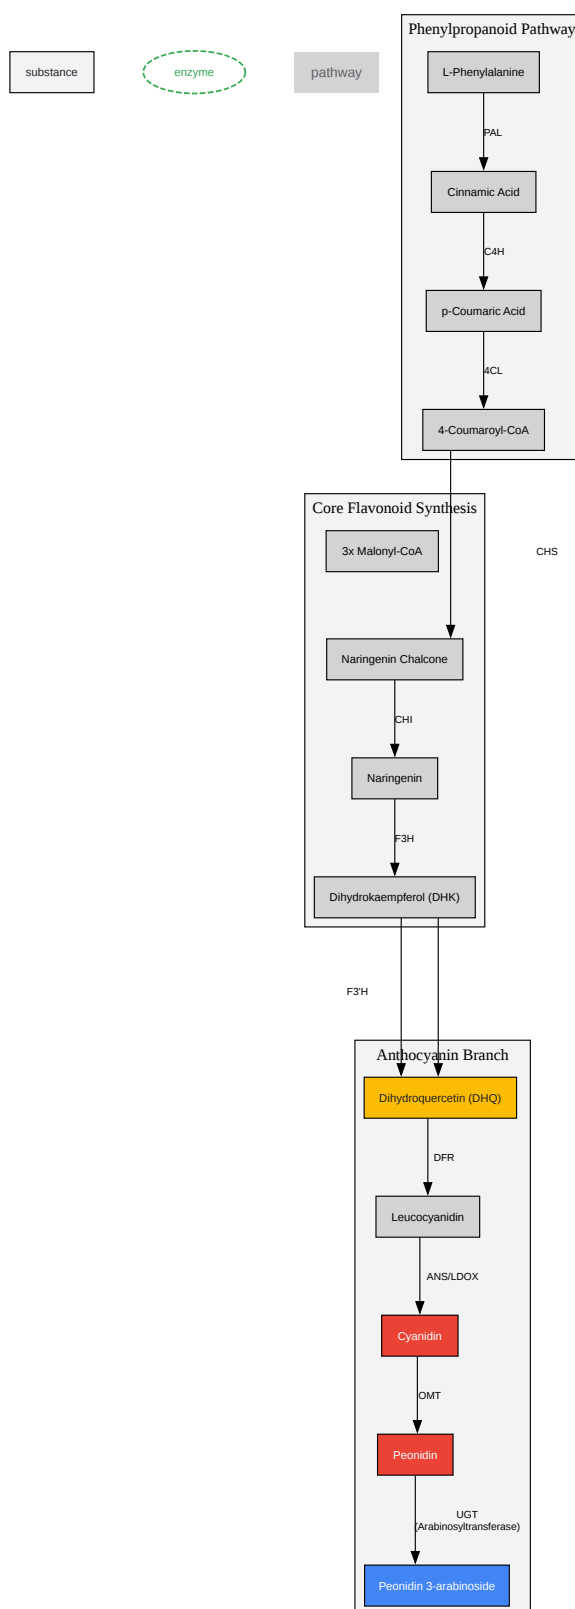 Phenylpropanoid Pathway
substance
enzyme
pathway
L-Phenylalanine
PAL
Cinnamic Acid
C4H
p-Coumaric Acid
4CL
4-Coumaroyl-CoA
Core Flavonoid Synthesis
3x Malonyl-CoA
CHS
Naringenin Chalcone
CHI
Naringenin
F3H
Dihydrokaempferol (DHK)
F3'H
Anthocyanin Branch
Dihydroquercetin (DHQ)
DFR
Leucocyanidin
ANS/LDOX
Cyanidin
OMT
Peonidin
UGT
(Arabinosyltransferase)
Peonidin 3-arabinoside